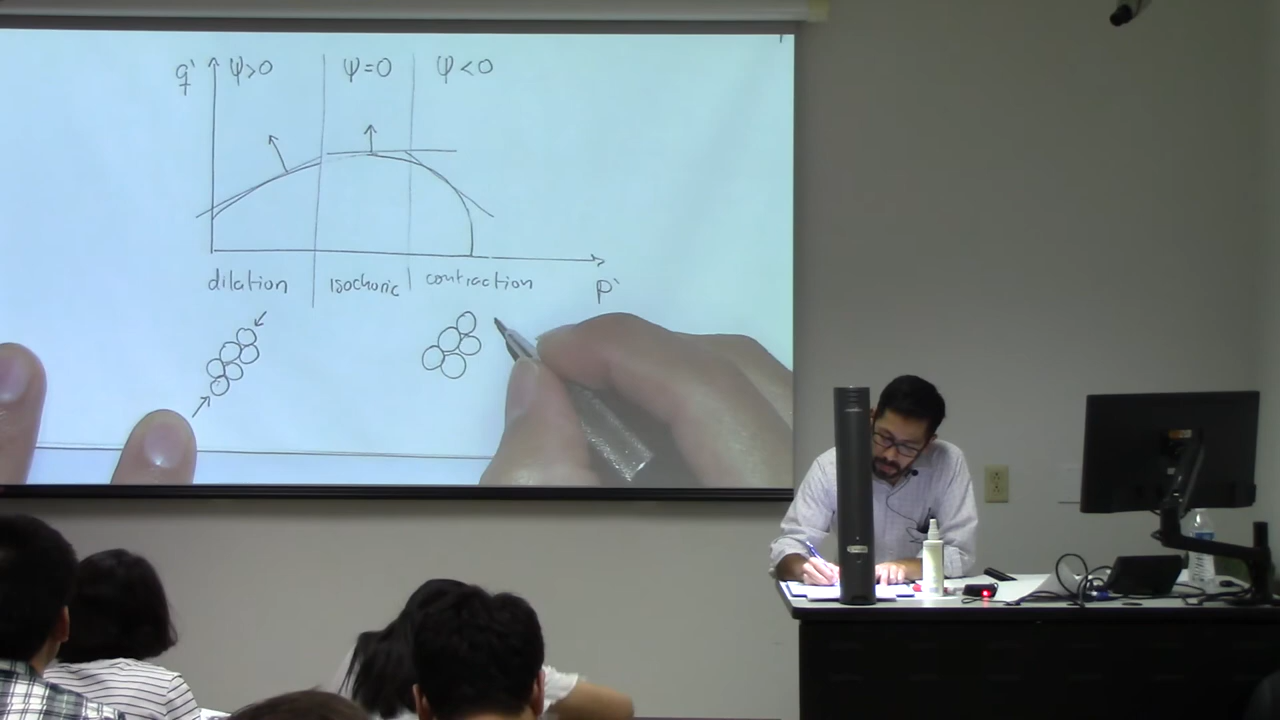 q' ψ>0 ψ=0 ψ<0
dilation isochoric contraction p'